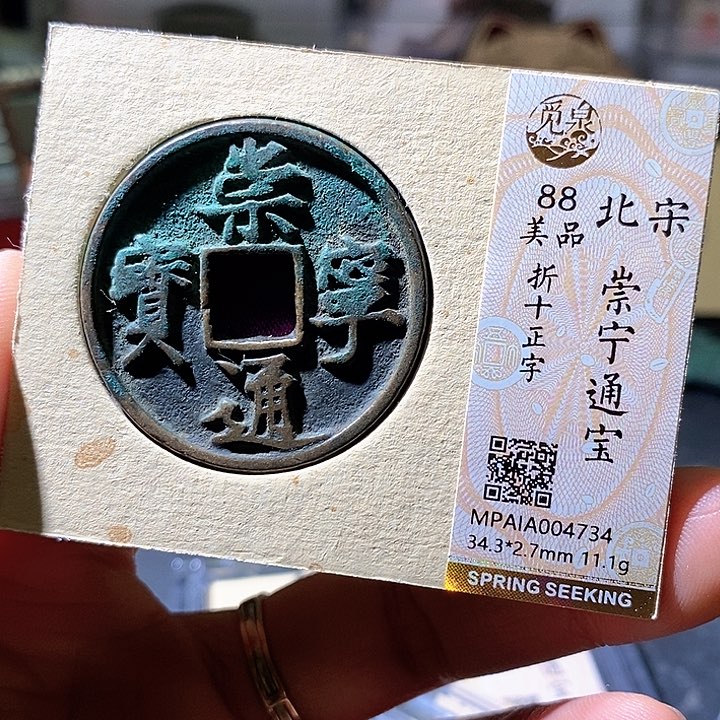 崇
寧
通
寶
觅泉
北宋
崇宁通宝
88
美品
折十正字
MPAIA004734
34.3*2.7mm 11.1g
SPRING SEEKING